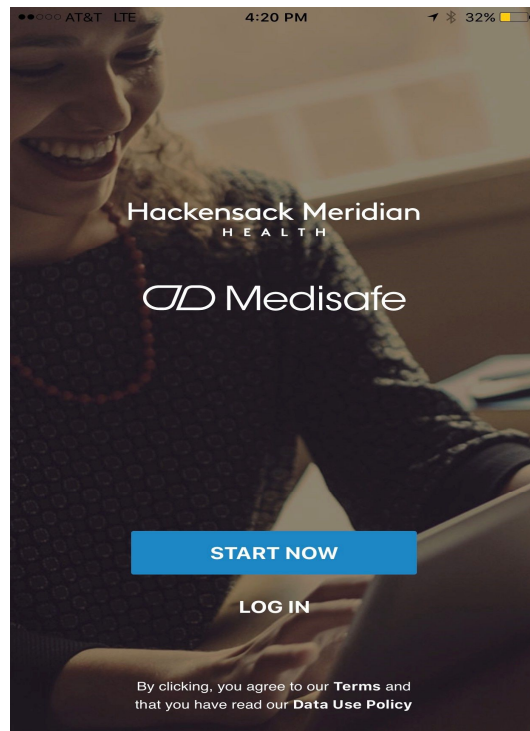 AT&T LTE 4:20 PM 32%
Hackensack Meridian
HEALTH
Medisafe
START NOW
LOG IN
By clicking, you agree to our Terms and
that you have read our Data Use Policy